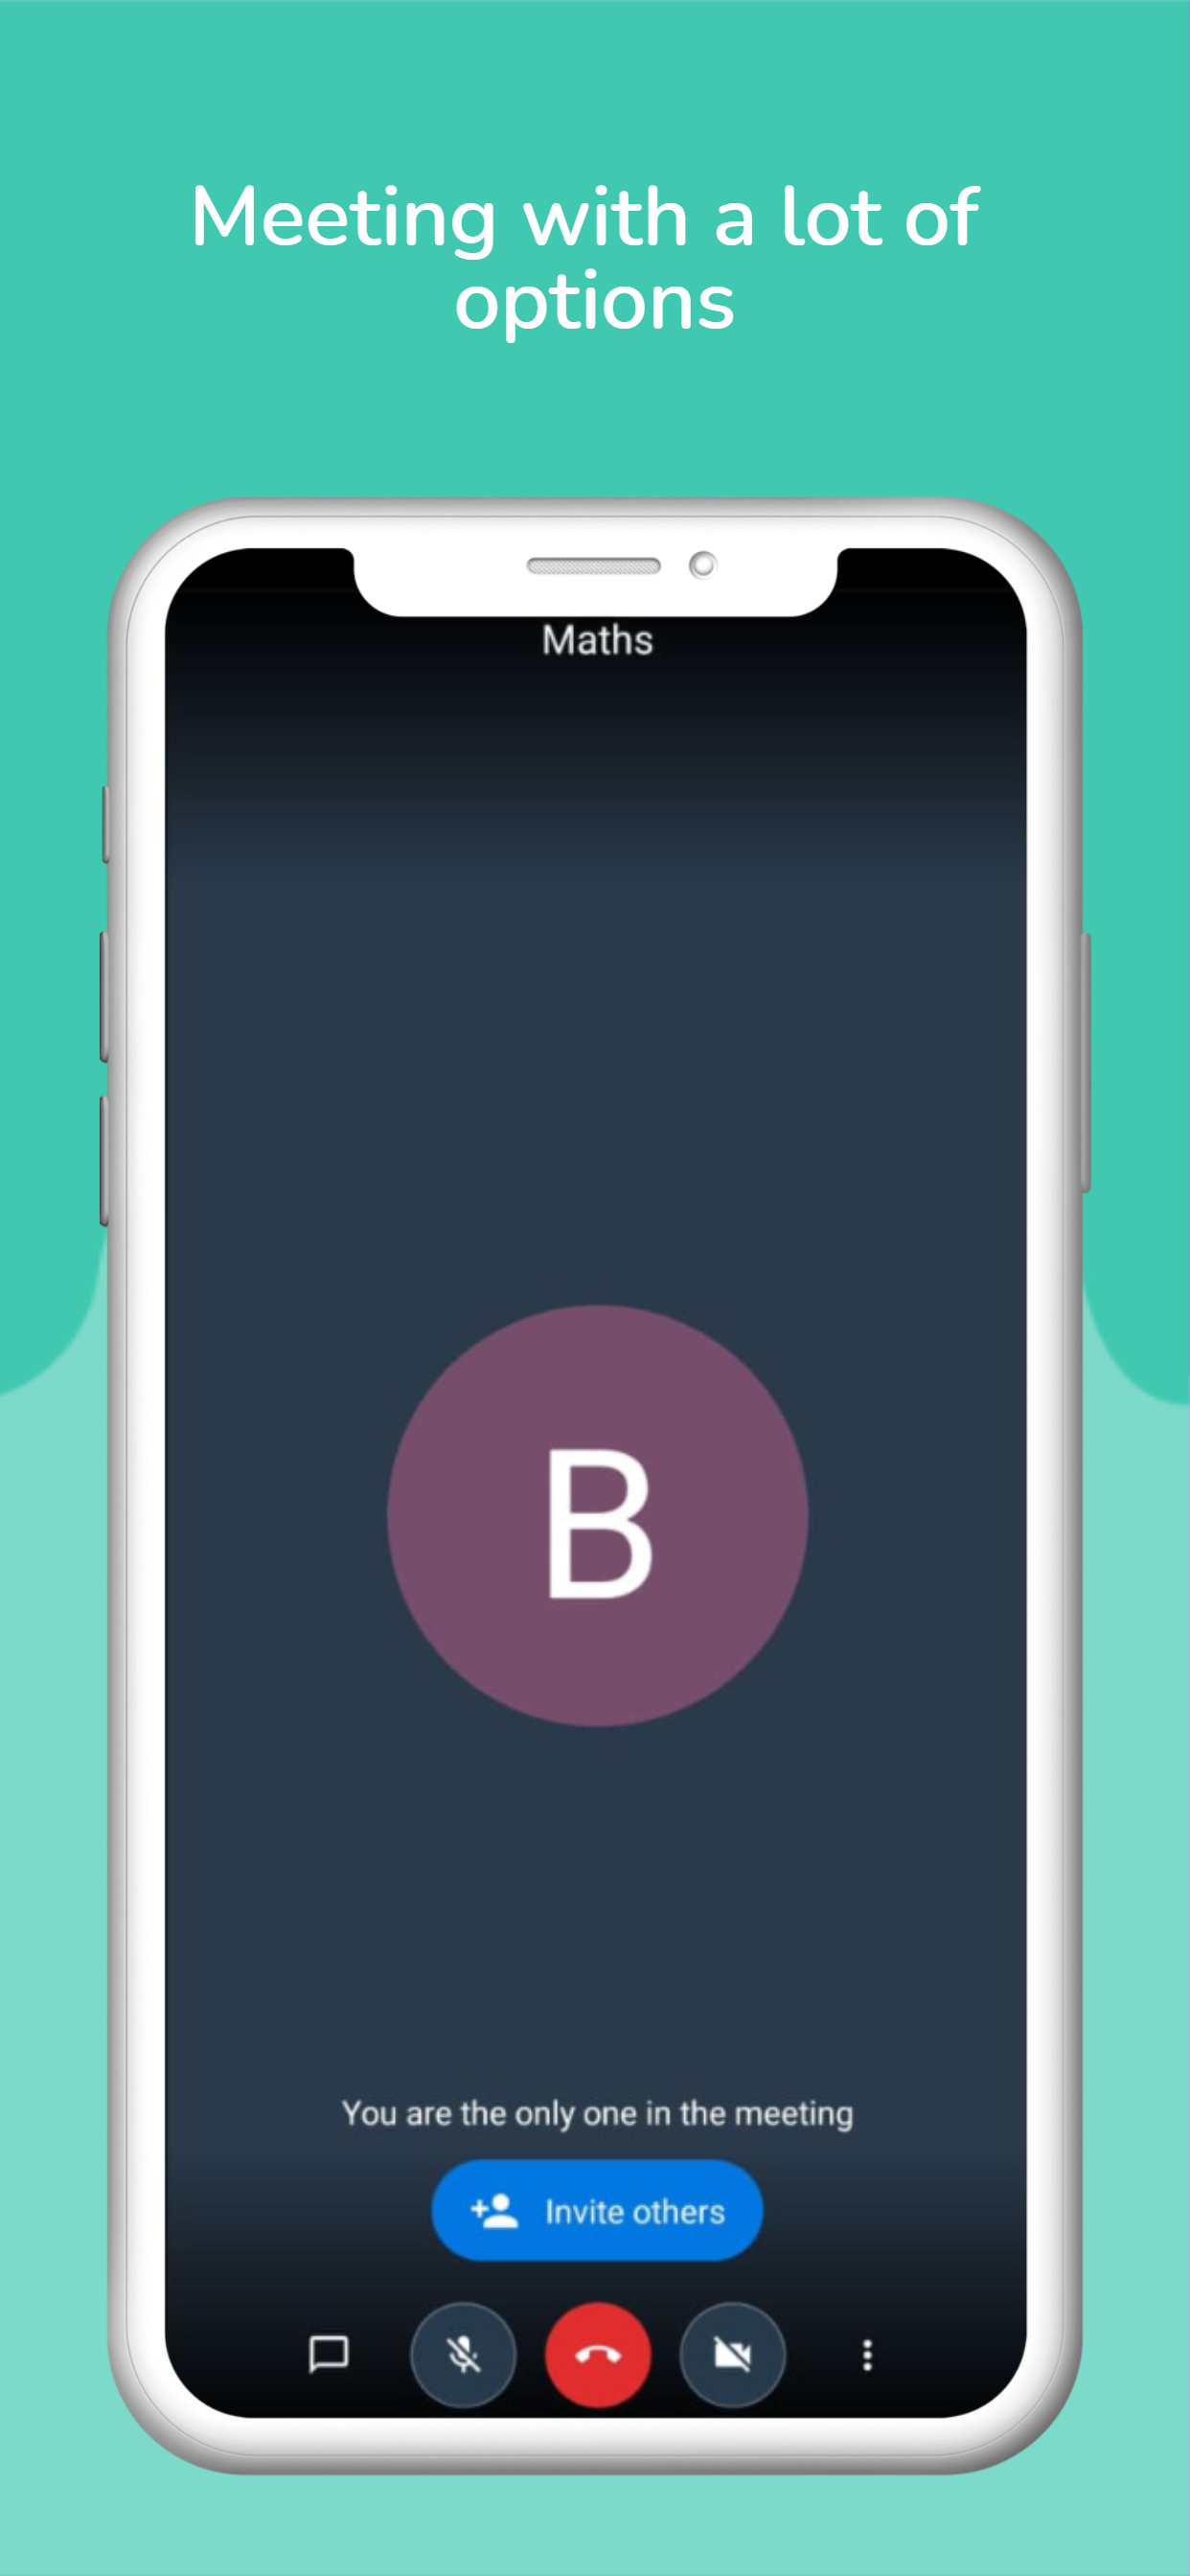 Meeting with a lot of
options
Maths
B
You are the only one in the meeting
Invite others